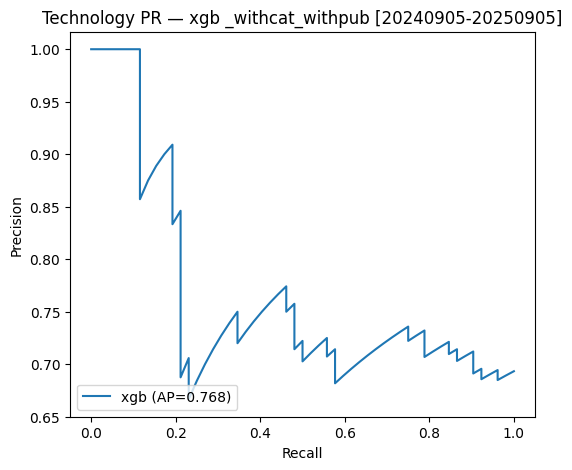 Technology PR — xgb _withcat_withpub [20240905-20250905]
1.00
0.95
0.90
0.85
0.80
0.75
0.70
0.65
Precision
xgb (AP=0.768)
0.0 0.2 0.4 0.6 0.8 1.0
Recall